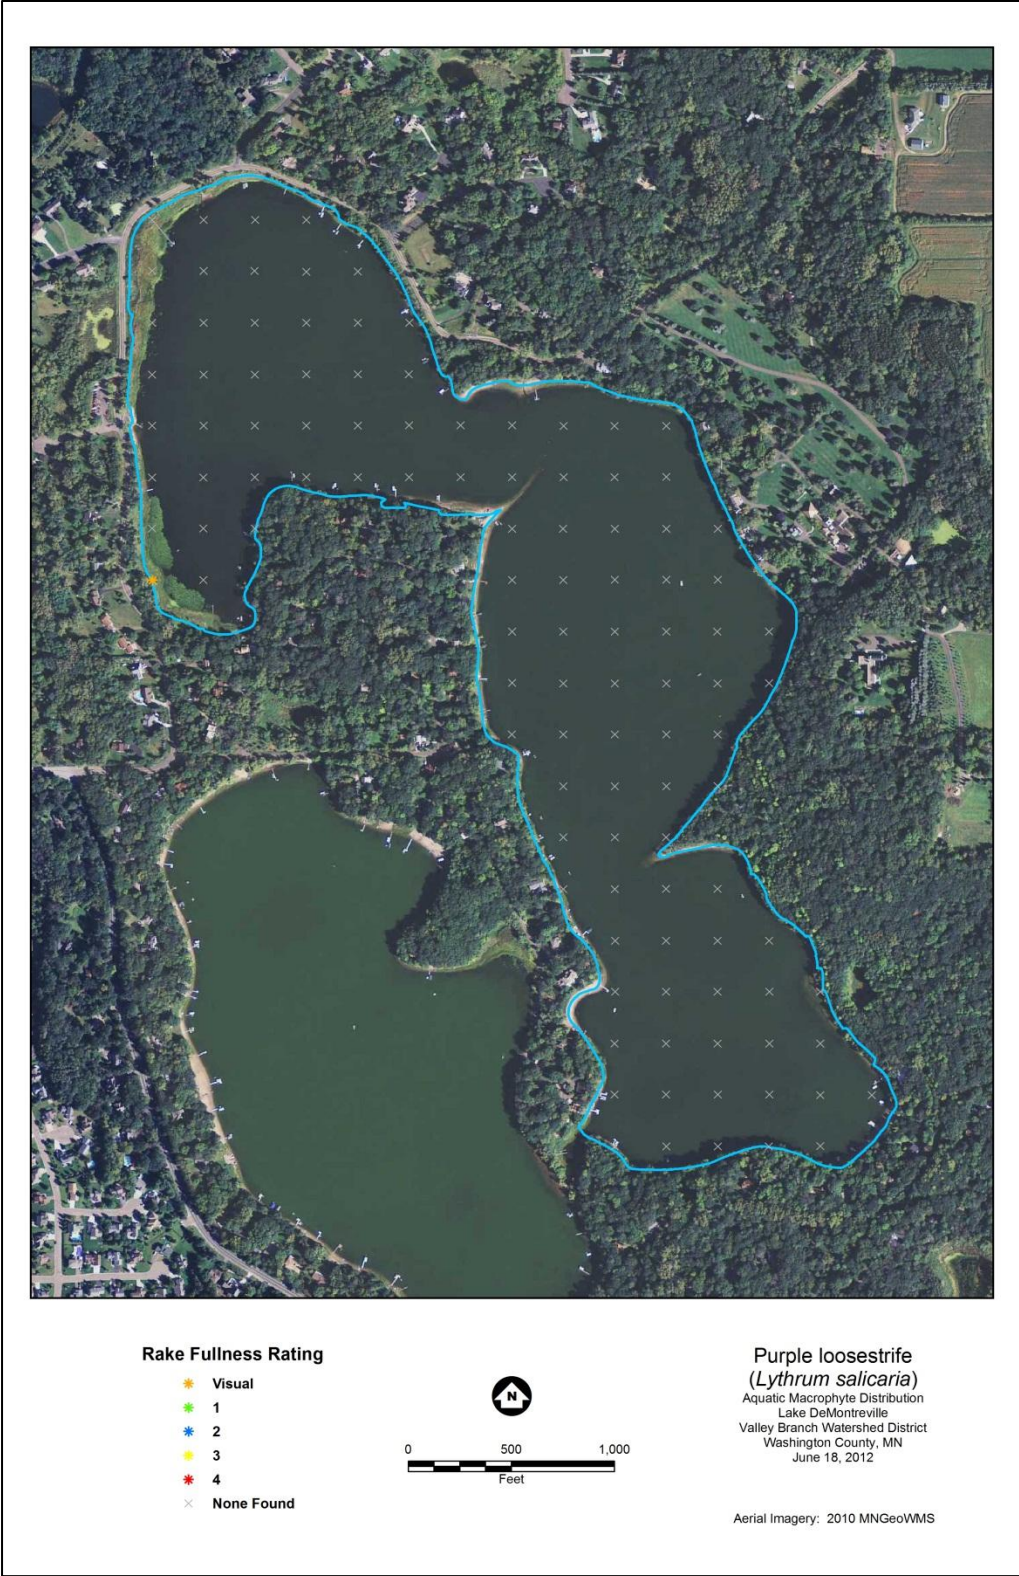 Rake Fullness Rating
Visual
1
2
3
4
None Found
N
0 500 1,000
Feet
Purple loosestrife
(Lythrum salicaria)
Aquatic Macrophyte Distribution
Lake DeMontreville
Valley Branch Watershed District
Washington County, MN
June 18, 2012
Aerial Imagery: 2010 MNGeoWMS